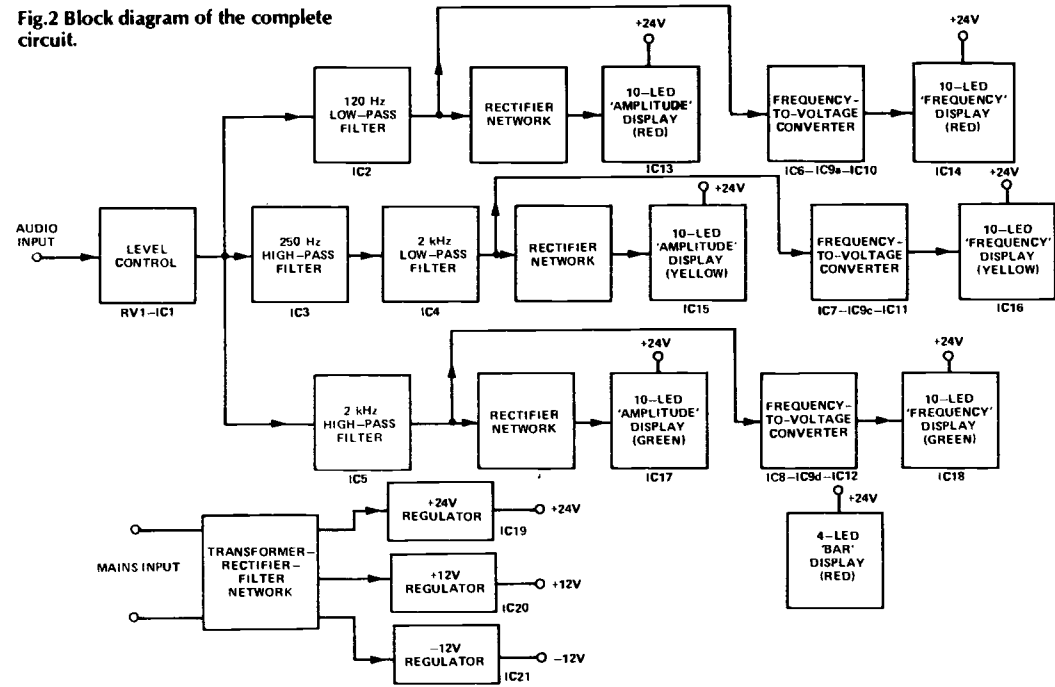 Fig.2 Block diagram of the complete
circuit.
+24V
120 Hz
LOW-PASS
FILTER
IC2
RECTIFIER
NETWORK
10-LED
'AMPLITUDE'
DISPLAY
(RED)
IC13
FREQUENCY-
TO-VOLTAGE
CONVERTER
IC6-IC9a-IC10
+24V
10-LED
'FREQUENCY'
DISPLAY
(RED)
IC14
AUDIO
INPUT
LEVEL
CONTROL
RV1-IC1
250 Hz
HIGH-PASS
FILTER
IC3
2 kHz
LOW-PASS
FILTER
IC4
RECTIFIER
NETWORK
+24V
10-LED
'AMPLITUDE'
DISPLAY
(YELLOW)
IC15
FREQUENCY-
TO-VOLTAGE
CONVERTER
IC7-IC9c-IC11
+24V
10-LED
'FREQUENCY'
DISPLAY
(YELLOW)
IC16
2 kHz
HIGH-PASS
FILTER
IC5
RECTIFIER
NETWORK
+24V
10-LED
'AMPLITUDE'
DISPLAY
(GREEN)
IC17
FREQUENCY-
TO-VOLTAGE
CONVERTER
IC8-IC9d-IC12
+24V
10-LED
'FREQUENCY'
DISPLAY
(GREEN)
IC18
MAINS INPUT
TRANSFORMER-
RECTIFIER-
FILTER
NETWORK
+24V
REGULATOR
IC19
+24V
+12V
REGULATOR
IC20
+12V
-12V
REGULATOR
IC21
-12V
+24V
4-LED
'BAR'
DISPLAY
(RED)